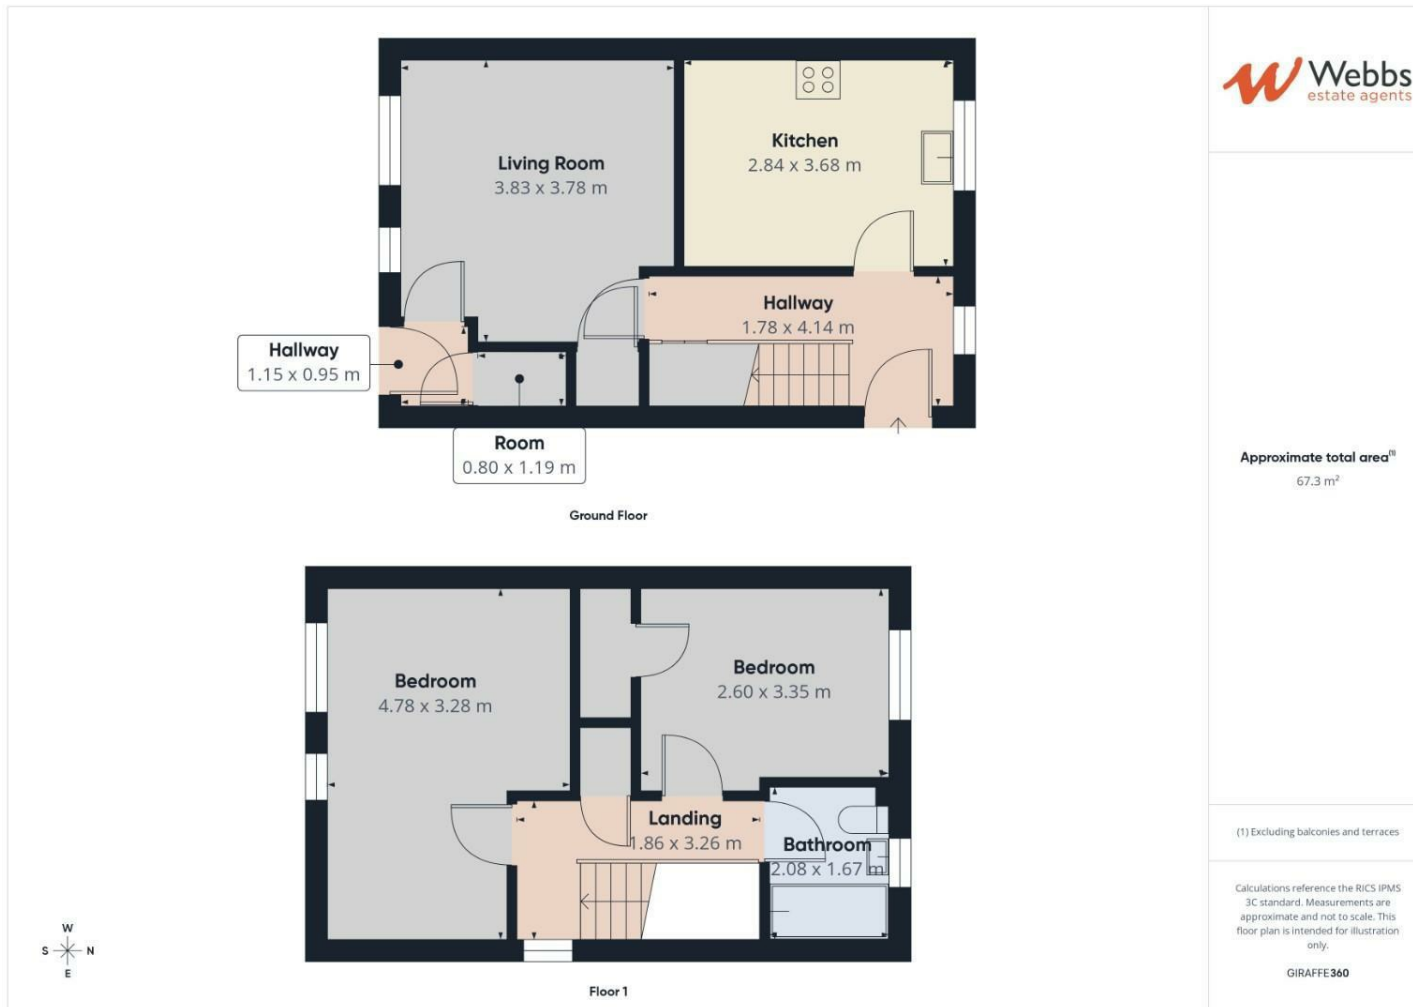 Living Room
3.83 x 3.78 m
Kitchen
2.84 x 3.68 m
Hallway
1.78 x 4.14 m
Hallway
1.15 x 0.95 m
Room
0.80 x 1.19 m
Ground Floor
Bedroom
4.78 x 3.28 m
Bedroom
2.60 x 3.35 m
Landing
1.86 x 3.26 m
Bathroom
2.08 x 1.67 m
Floor 1
W
S N
E
Webbs
estate agents
Approximate total area(1)
67.3 m²
(1) Excluding balconies and terraces
Calculations reference the RICS IPMS
3C standard. Measurements are
approximate and not to scale. This
floor plan is intended for illustration
only.
GIRAFFE360